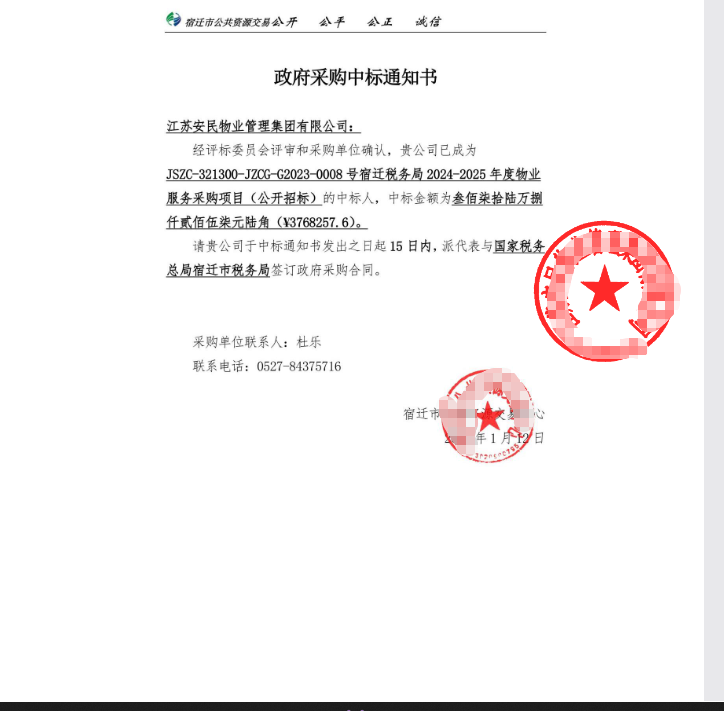 宿迁市公共资源交易公开 公平 公正 诚信
政府采购中标通知书
江苏安民物业管理集团有限公司：
经评标委员会评审和采购单位确认，贵公司已成为
JSZC-321300-JZCG-G2023-0008 号宿迁税务局 2024-2025 年度物业
服务采购项目（公开招标）的中标人，中标金额为叁佰柒拾陆万捌
仟贰佰伍柒元陆角（¥3768257.6）。
请贵公司于中标通知书发出之日起 15 日内，派代表与国家税务
总局宿迁市税务局签订政府采购合同。
采购单位联系人：杜乐
联系电话：0527-84375716
宿迁市 心
年 1 月 12 日